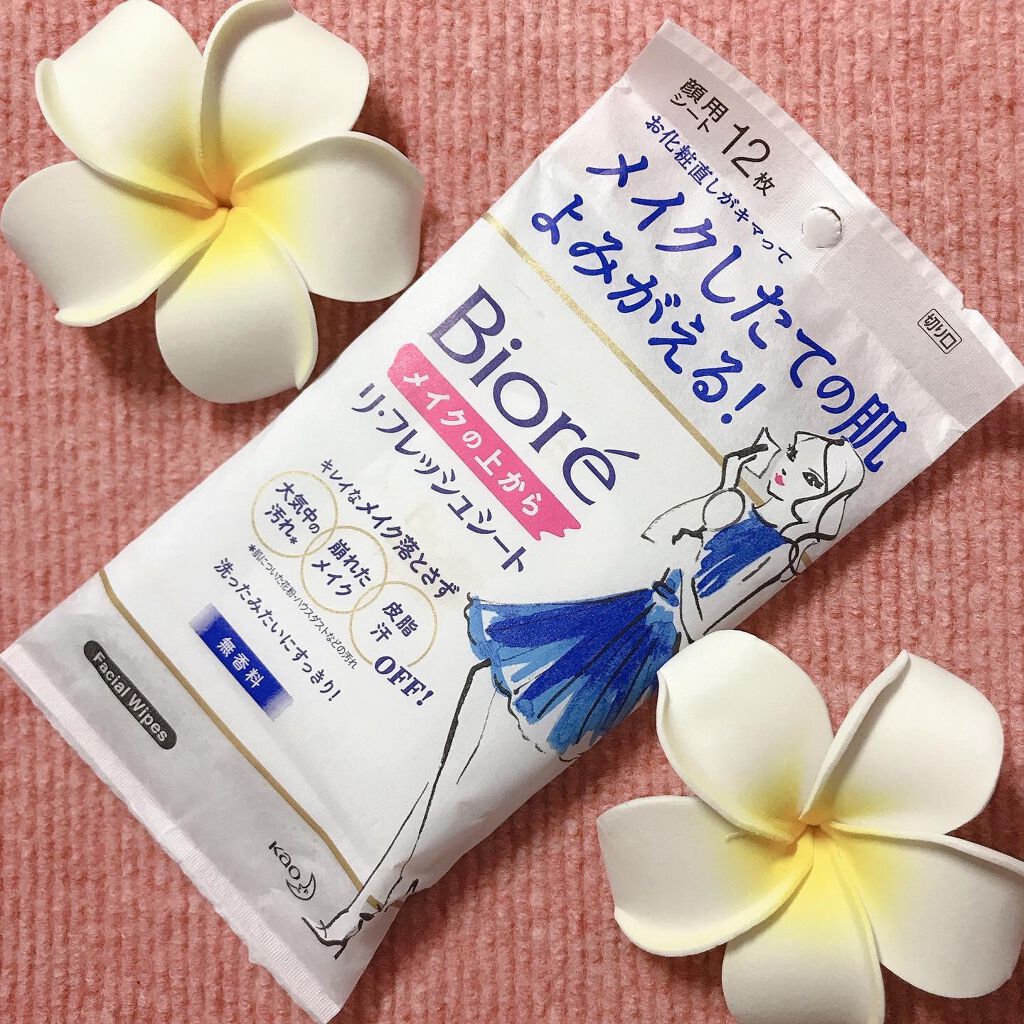 顔用
シート
12枚
お化粧直しがキマって
メイクしたての肌
よみがえる!
切り口
Bioré
メイクの上から
リ・フレッシュシート
キレイなメイク落とさず
大気中の
汚れ*
崩れた
メイク
皮脂
汗
OFF!
*肌についた花粉・ハウスダストなどの汚れ
洗ったみたいにすっきり!
無香料
Facial Wipes
Kao